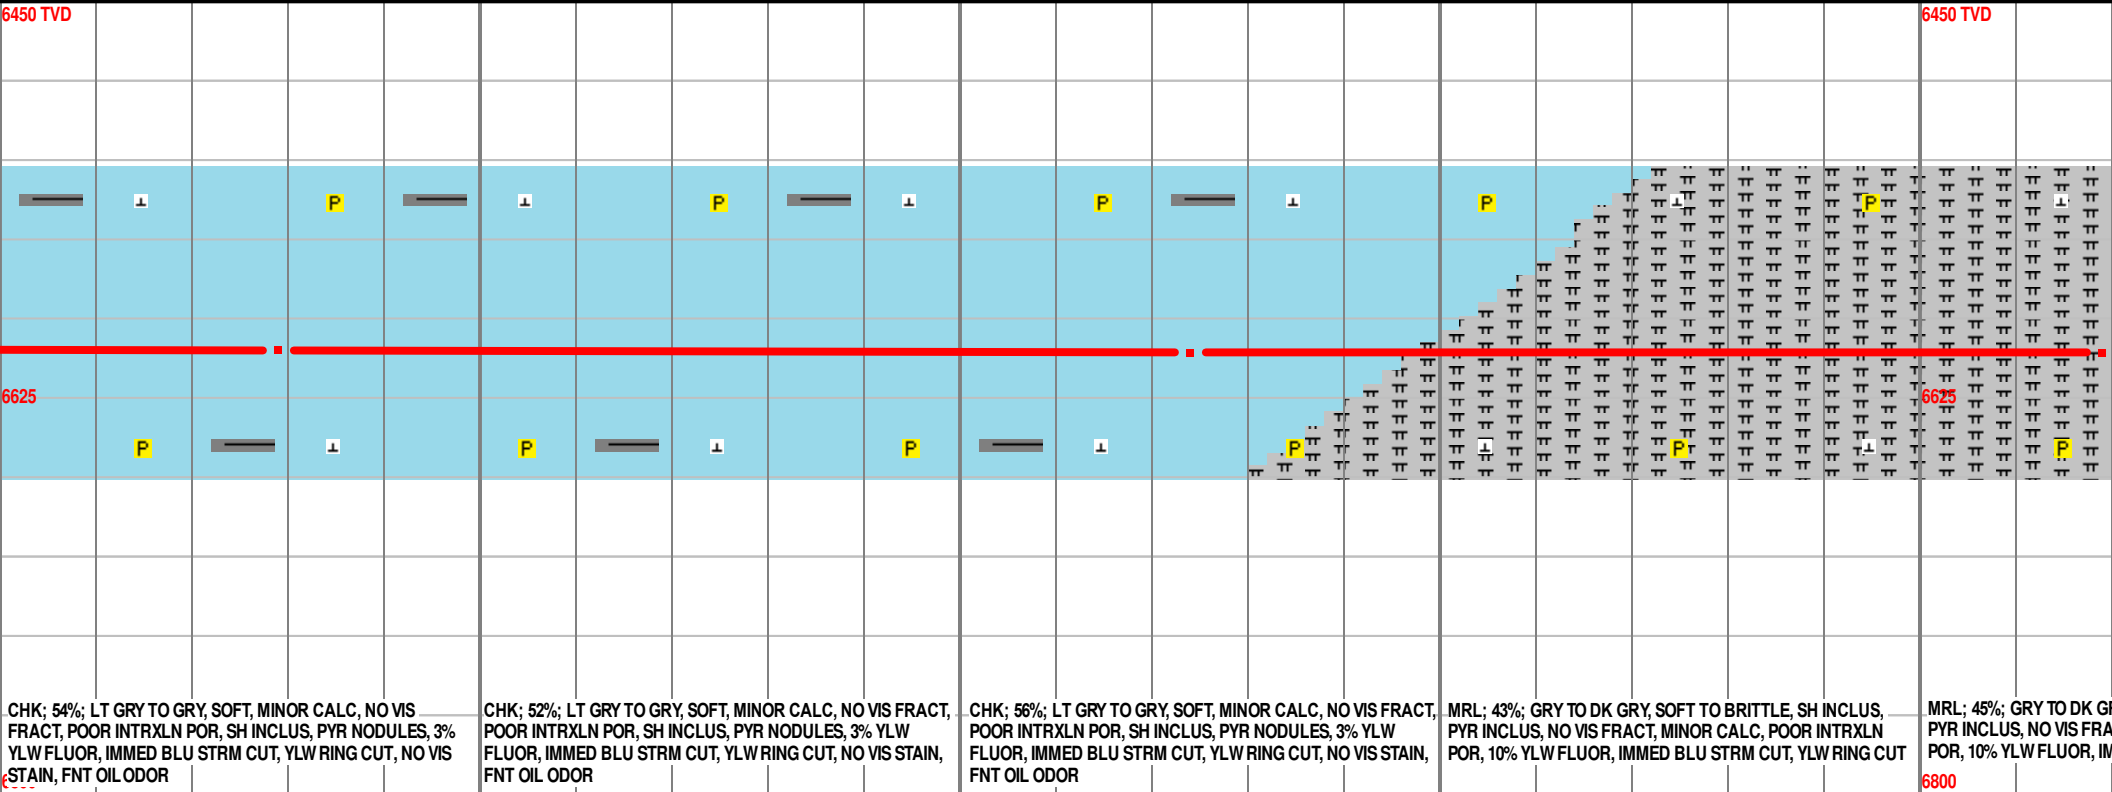 6450 TVD
6450 TVD
P
P
P
P
P
6625
6625
P
P
P
P
P
P
CHK; 54%; LT GRY TO GRY, SOFT, MINOR CALC, NO VIS
FRACT, POOR INTRXLN POR, SH INCLUS, PYR NODULES, 3%
YLW FLUOR, IMMED BLU STRM CUT, YLW RING CUT, NO VIS
STAIN, FNT OIL ODOR
CHK; 52%; LT GRY TO GRY, SOFT, MINOR CALC, NO VIS FRACT,
POOR INTRXLN POR, SH INCLUS, PYR NODULES, 3% YLW
FLUOR, IMMED BLU STRM CUT, YLW RING CUT, NO VIS STAIN,
FNT OIL ODOR
CHK; 56%; LT GRY TO GRY, SOFT, MINOR CALC, NO VIS FRACT,
POOR INTRXLN POR, SH INCLUS, PYR NODULES, 3% YLW
FLUOR, IMMED BLU STRM CUT, YLW RING CUT, NO VIS STAIN,
FNT OIL ODOR
MRL; 43%; GRY TO DK GRY, SOFT TO BRITTLE, SH INCLUS,
PYR INCLUS, NO VIS FRACT, MINOR CALC, POOR INTRXLN
POR, 10% YLW FLUOR, IMMED BLU STRM CUT, YLW RING CUT
MRL; 45%; GRY TO DK
PYR INCLUS, NO VIS
POR, 10% YLW FLUOR,
6800